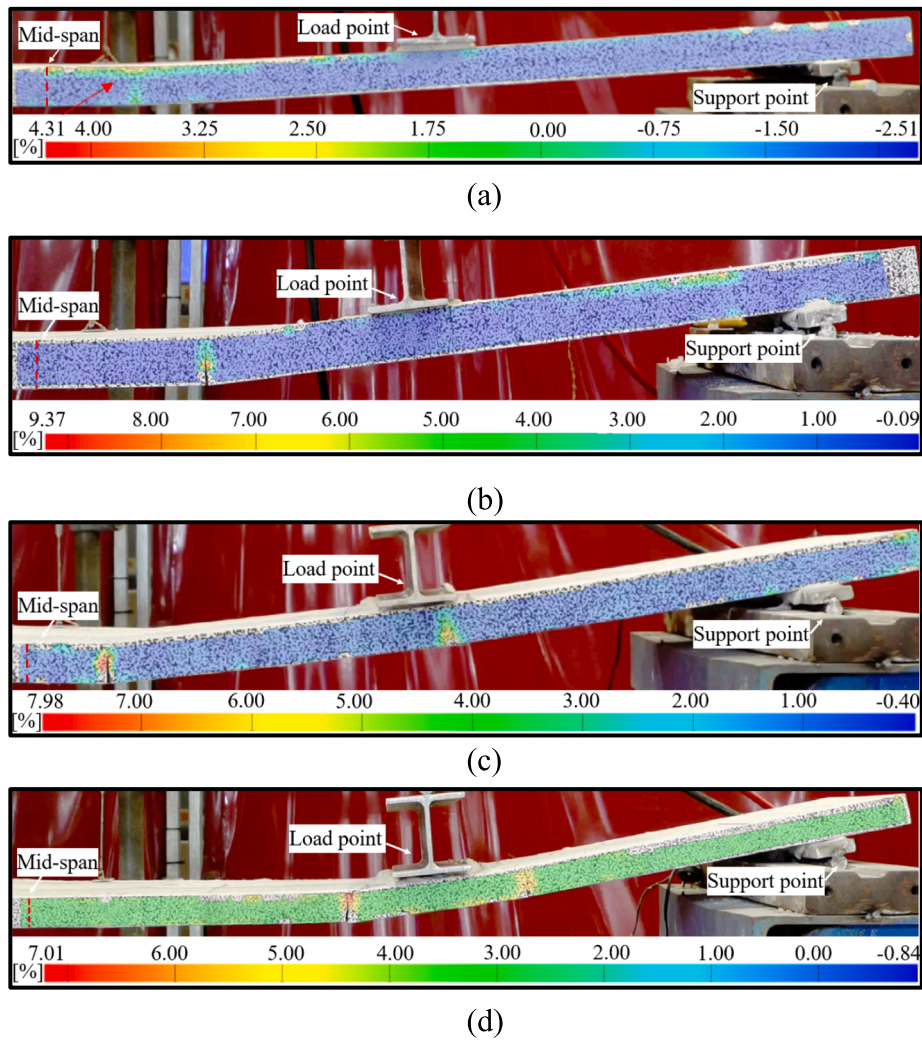 Mid-span
Load point
Support point
4.31 4.00 3.25 2.50 1.75 0.00 -0.75 -1.50 -2.51
[%]
(a)
Load point
Mid-span
Support point
9.37 8.00 7.00 6.00 5.00 4.00 3.00 2.00 1.00 -0.09
[%]
(b)
Load point
Mid-span
Support point
7.98 7.00 6.00 5.00 4.00 3.00 2.00 1.00 -0.40
[%]
(c)
Load point
Mid-span
Support point
7.01 6.00 5.00 4.00 3.00 2.00 1.00 0.00 -0.84
[%]
(d)